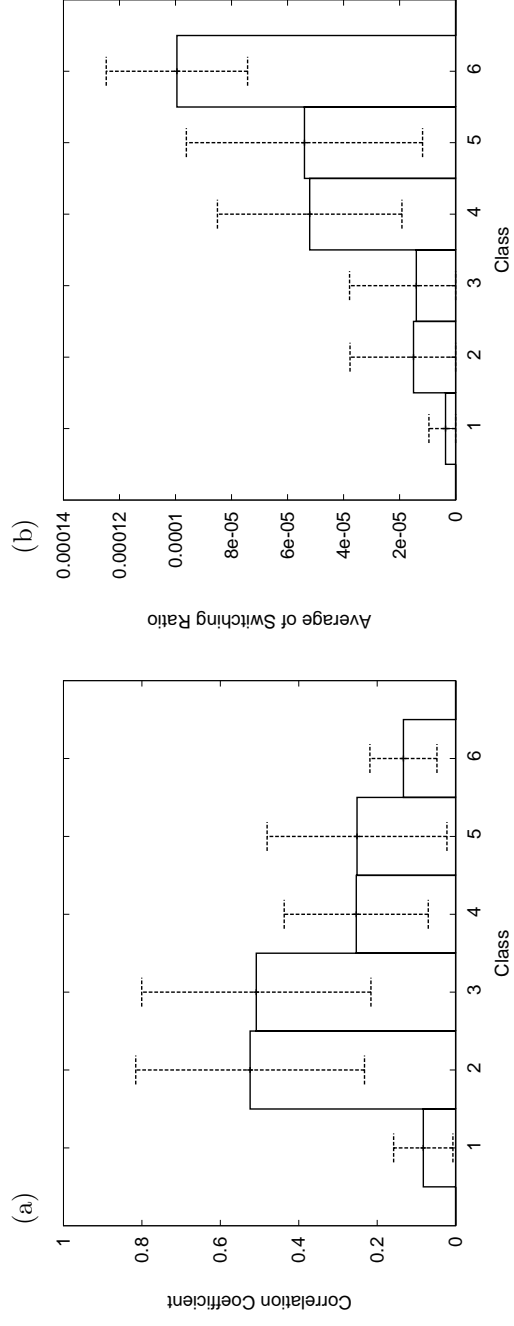 (a)
Correlation Coefficient
1
0.8
0.6
0.4
0.2
0
1 2 3 4 5 6
Class
(b)
Average of Switching Ratio
0.00014
0.00012
0.0001
8e-05
6e-05
4e-05
2e-05
0
1 2 3 4 5 6
Class